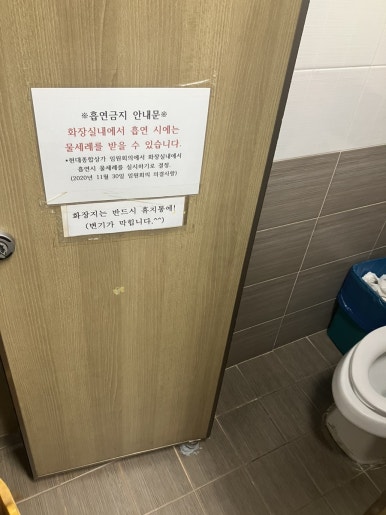 ※흡연금지 안내문※
화장실내에서 흡연 시에는
물세례를 받을 수 있습니다.
*현대종합상가 임원회의에서 화장실내에서
흡연시 물세례를 실시하기로 결정.
(2020년 11월 30일 임원회의 의결사항)
화장지는 반드시 휴지통에!
(변기가 막힙니다.^^)